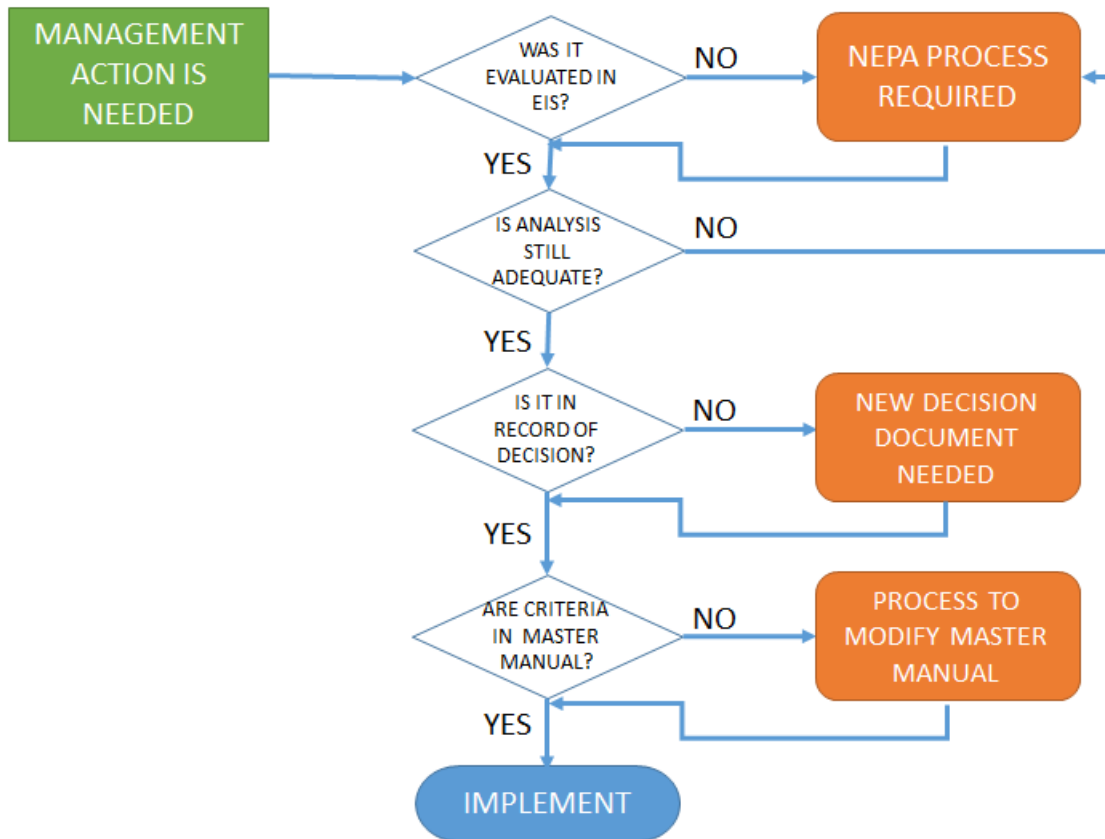 MANAGEMENT
ACTION IS
NEEDED
WAS IT
EVALUATED IN
EIS?
NO
NEPA PROCESS
REQUIRED
YES
IS ANALYSIS
STILL
ADEQUATE?
NO
YES
IS IT IN
RECORD OF
DECISION?
NO
NEW DECISION
DOCUMENT
NEEDED
YES
ARE CRITERIA
IN MASTER
MANUAL?
NO
PROCESS TO
MODIFY MASTER
MANUAL
YES
IMPLEMENT